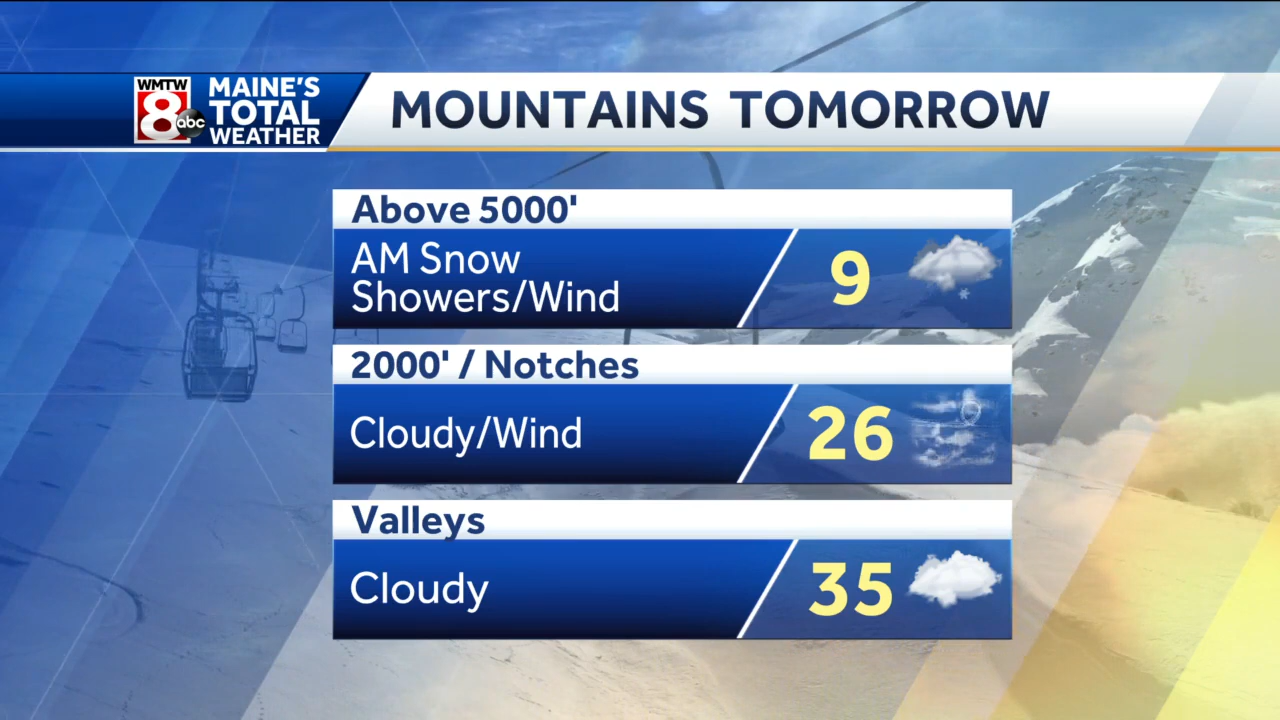 WMTW
8
abc
MAINE'S
TOTAL
WEATHER
MOUNTAINS TOMORROW
Above 5000'
AM Snow
Showers/Wind
9
2000' / Notches
Cloudy/Wind
26
Valleys
Cloudy
35